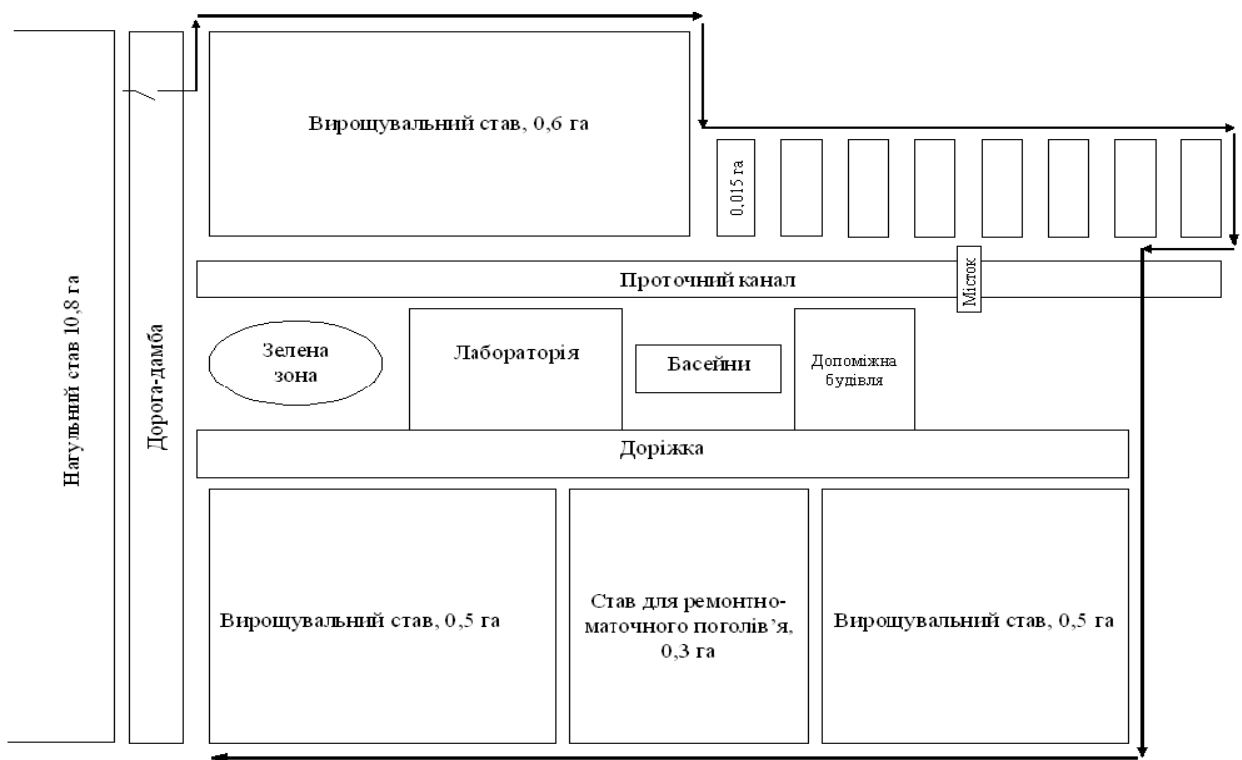 Нагульний став 10,8 га
Дорога-дамба
Вирощувальний став, 0,6 га
0,015 га
Проточний канал
Місток
Зелена
зона
Лабораторія
Басейни
Допоміжна
будівля
Доріжка
Вирощувальний став, 0,5 га
Став для ремонтно-
маточного поголів’я,
0,3 га
Вирощувальний став, 0,5 га